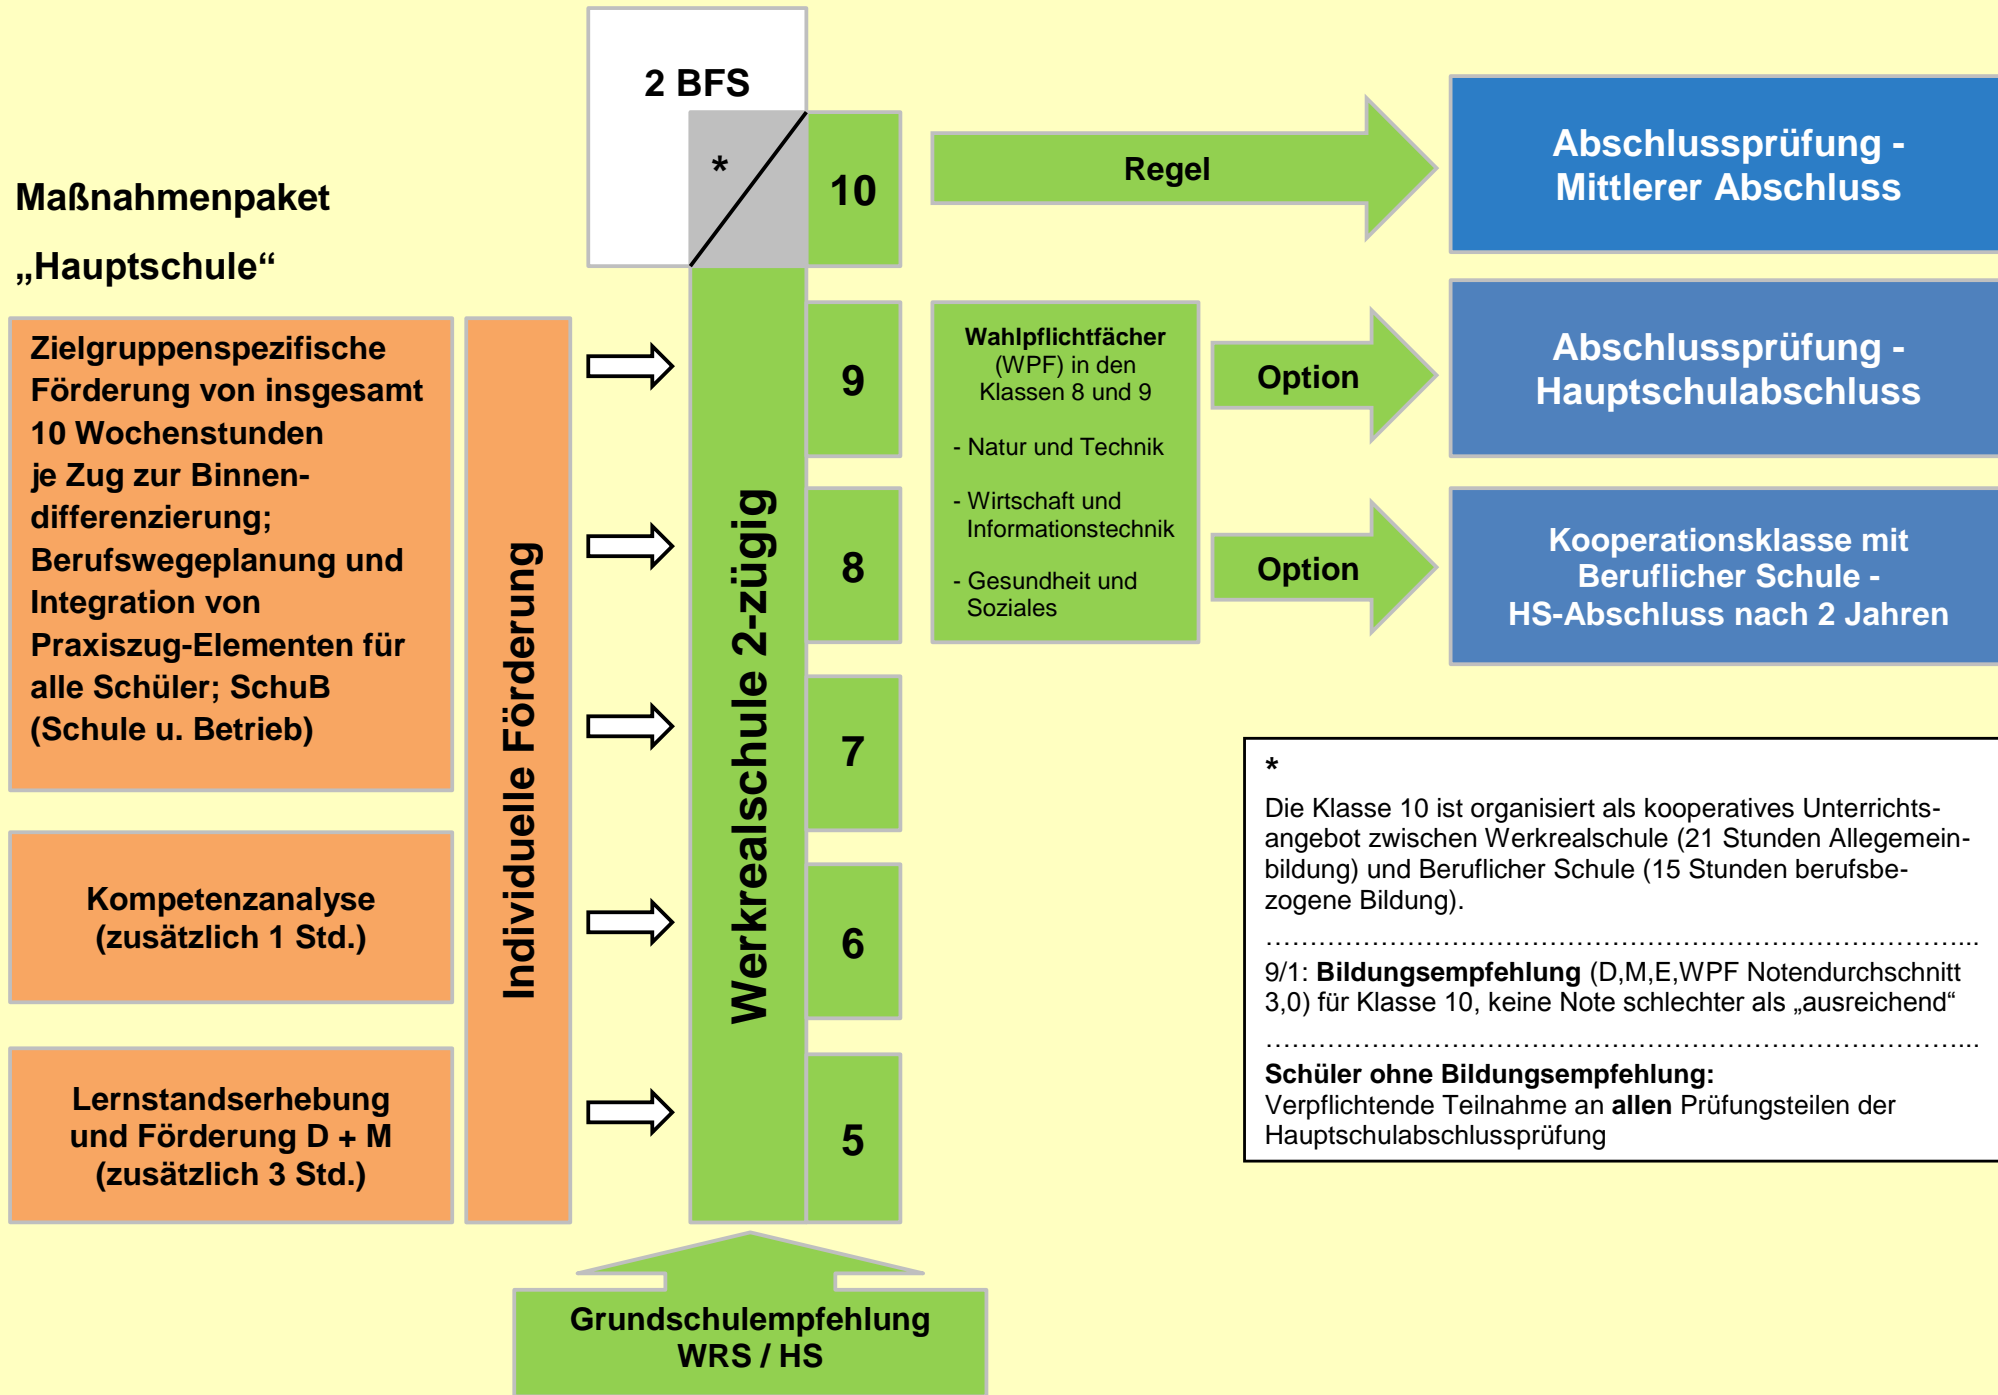 Maßnahmenpaket
„Hauptschule“
Zielgruppenspezifische
Förderung von insgesamt
10 Wochenstunden
je Zug zur Binnen-
differenzierung;
Berufswegeplanung und
Integration von
Praxiszug-Elementen für
alle Schüler; SchuB
(Schule u. Betrieb)
Kompetenzanalyse
(zusätzlich 1 Std.)
Lernstandserhebung
und Förderung D + M
(zusätzlich 3 Std.)
Individuelle Förderung
2 BFS
*
Werkrealschule 2-zügig
10
9
8
7
6
5
Grundschulempfehlung
WRS / HS
Regel
Wahlpflichtfächer
(WPF) in den
Klassen 8 und 9
- Natur und Technik
- Wirtschaft und
Informationstechnik
- Gesundheit und
Soziales
Option
Option
Abschlussprüfung -
Mittlerer Abschluss
Abschlussprüfung -
Hauptschulabschluss
Kooperationsklasse mit
Beruflicher Schule -
HS-Abschluss nach 2 Jahren
*
Die Klasse 10 ist organisiert als kooperatives Unterrichts-
angebot zwischen Werkrealschule (21 Stunden Allegemein-
bildung) und Beruflicher Schule (15 Stunden berufsbe-
zogene Bildung).
…………………………………………………………………...
9/1: Bildungsempfehlung (D,M,E,WPF Notendurchschnitt
3,0) für Klasse 10, keine Note schlechter als „ausreichend“
…………………………………………………………………...
Schüler ohne Bildungsempfehlung:
Verpflichtende Teilnahme an allen Prüfungsteilen der
Hauptschulabschlussprüfung